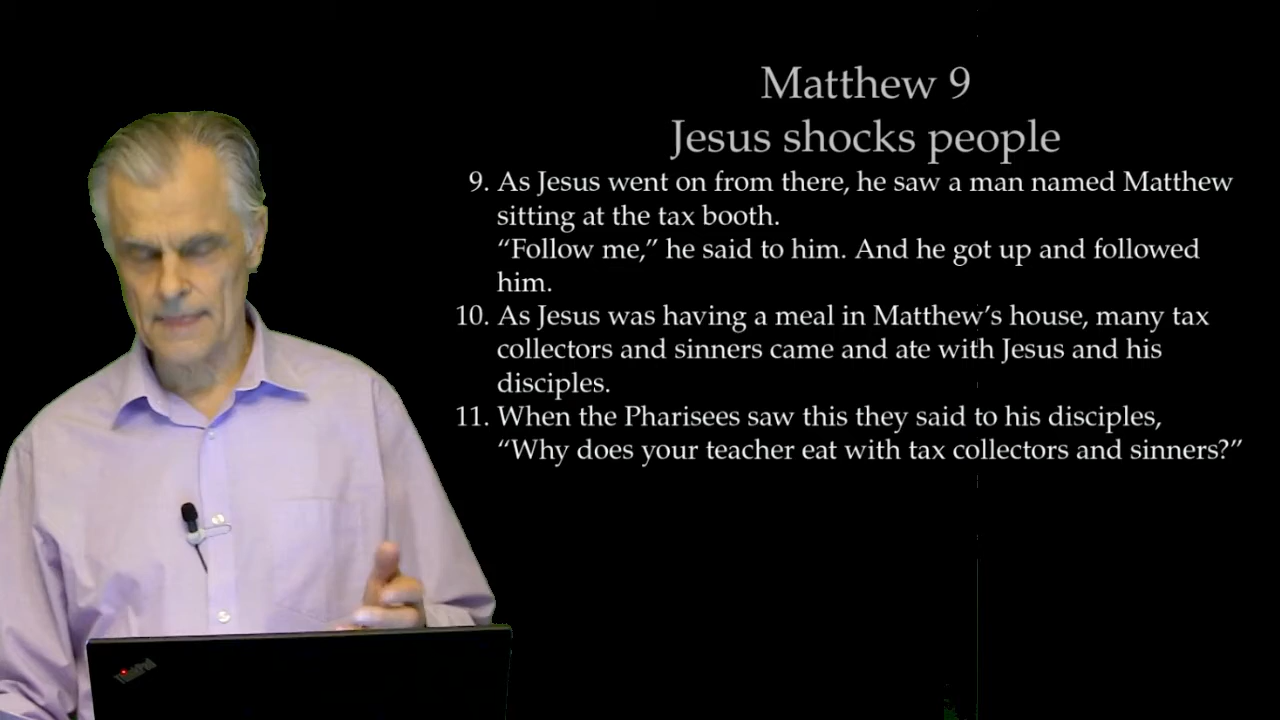 Matthew 9
Jesus shocks people
9. As Jesus went on from there, he saw a man named Matthew
sitting at the tax booth.
“Follow me,” he said to him. And he got up and followed
him.
10. As Jesus was having a meal in Matthew’s house, many tax
collectors and sinners came and ate with Jesus and his
disciples.
11. When the Pharisees saw this they said to his disciples,
“Why does your teacher eat with tax collectors and sinners?”
ThinkPad